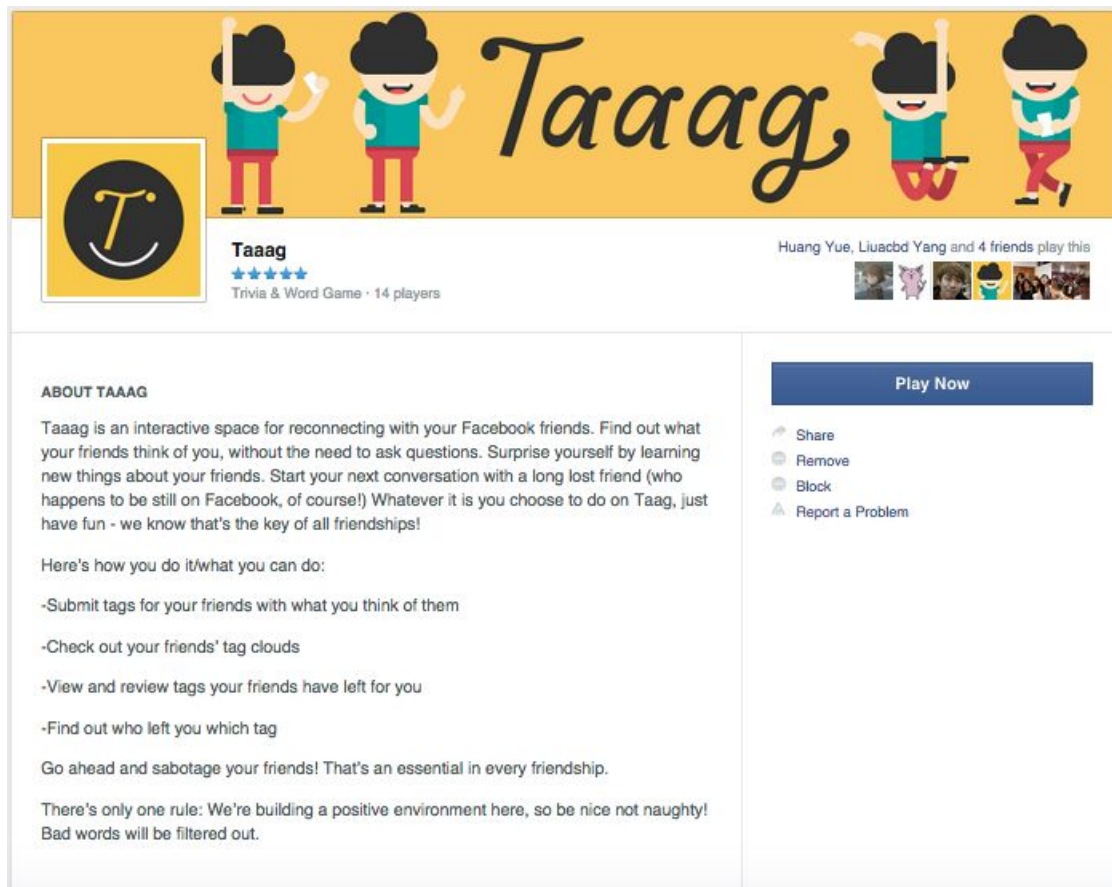 Taaag
T
Taaag
Trivia & Word Game · 14 players
Huang Yue, Liuacbd Yang and 4 friends play this
ABOUT TAAAG
Taaag is an interactive space for reconnecting with your Facebook friends. Find out what
your friends think of you, without the need to ask questions. Surprise yourself by learning
new things about your friends. Start your next conversation with a long lost friend (who
happens to be still on Facebook, of course!) Whatever it is you choose to do on Taag, just
have fun - we know that's the key of all friendships!
Here's how you do it/what you can do:
-Submit tags for your friends with what you think of them
-Check out your friends' tag clouds
-View and review tags your friends have left for you
-Find out who left you which tag
Go ahead and sabotage your friends! That's an essential in every friendship.
There's only one rule: We're building a positive environment here, so be nice not naughty!
Bad words will be filtered out.
Play Now
Share
Remove
Block
Report a Problem